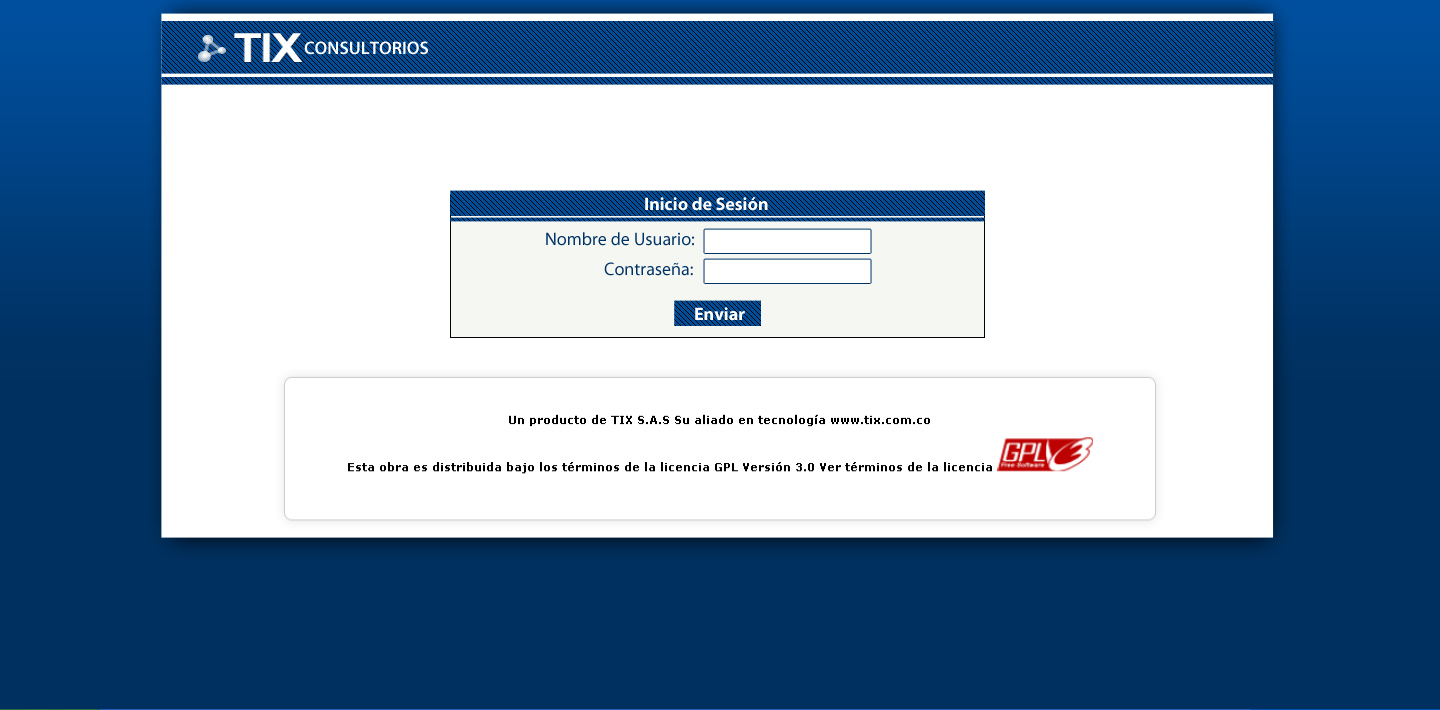 TIX CONSULTORIOS
Inicio de Sesión
Nombre de Usuario:
Contraseña:
Enviar
Un producto de TIX S.A.S Su aliado en tecnología www.tix.com.co
Esta obra es distribuida bajo los términos de la licencia GPL Versión 3.0 Ver términos de la licencia GPLV3
Free Software